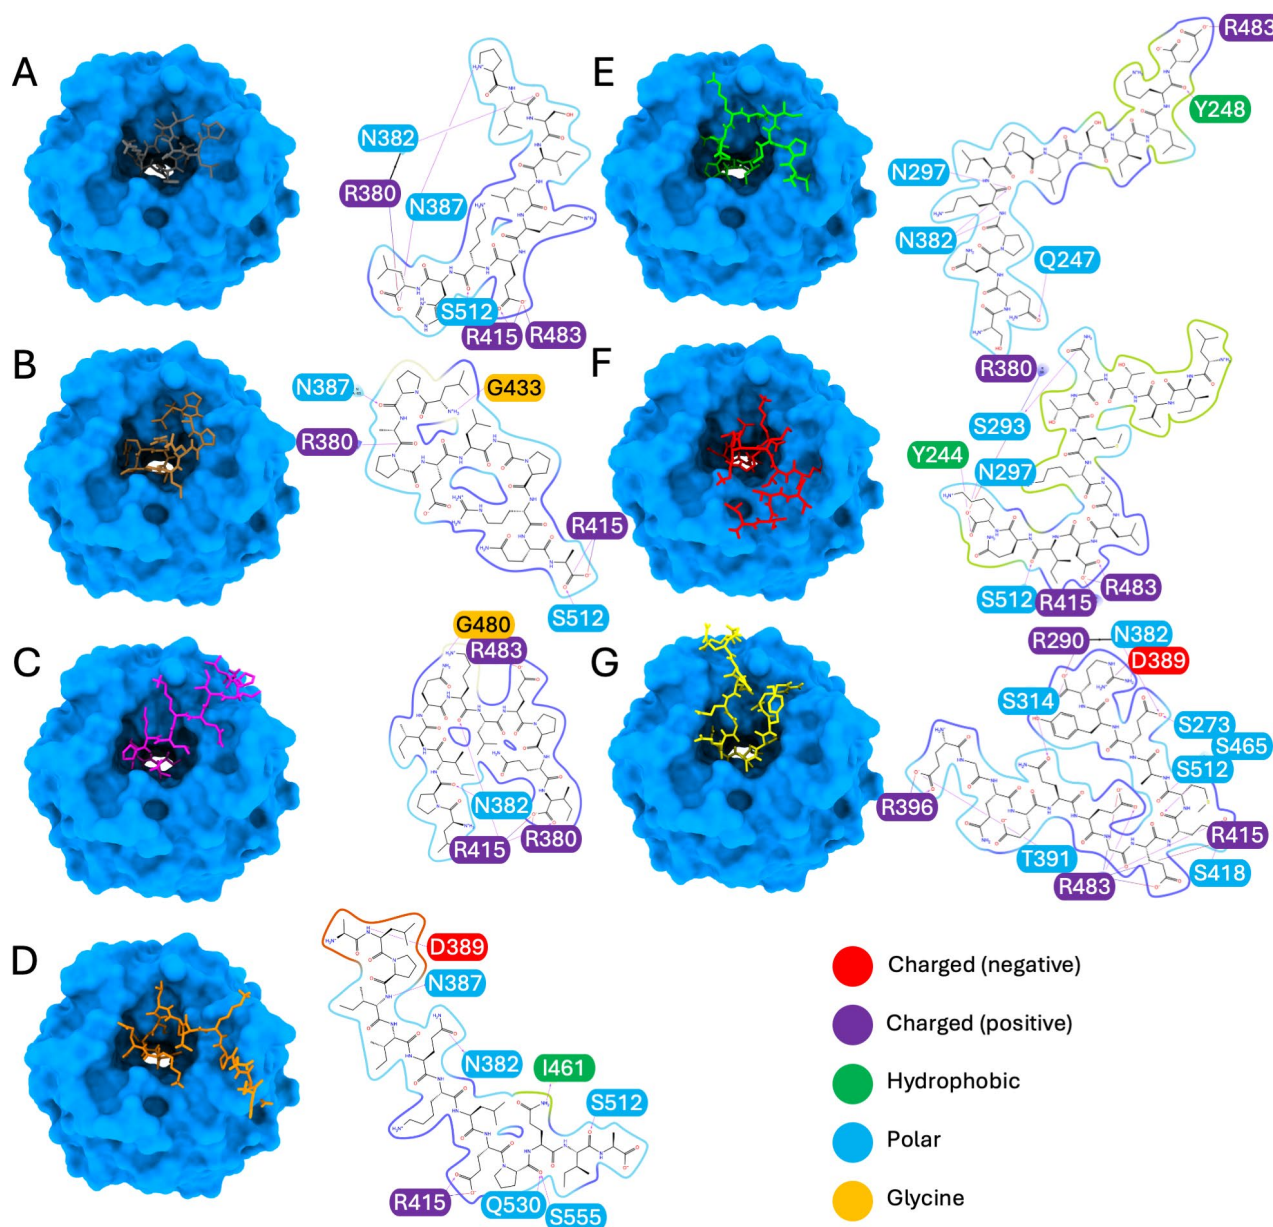 A
N382
R380
N387
S512
R415
R483
B
N387
G433
R380
R415
S512
C
G480
R483
N382
R415
R380
D
D389
N387
N382
I461
S512
R415
Q530
S555
E
R483
Y248
N297
N382
Q247
R380
F
S293
Y244
N297
S512
R415
R483
G
R290
N382
D389
S314
S273
S465
S512
R396
R415
T391
R483
S418
Charged (negative)
Charged (positive)
Hydrophobic
Polar
Glycine